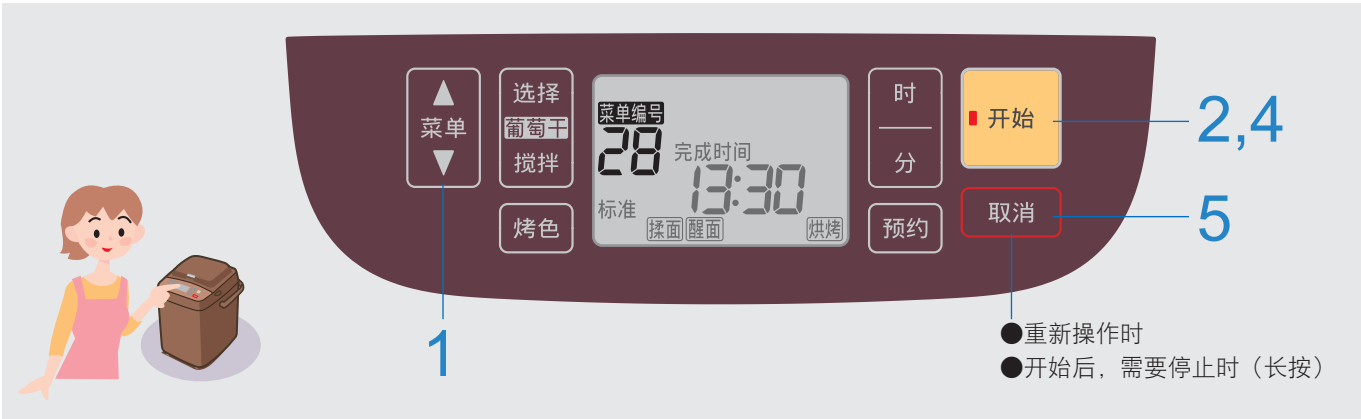 菜单
选择
葡萄干
搅拌
烤色
菜单编号
28
完成时间
13:30
标准
揉面 醒面 烘烤
时
分
预约
开始
取消
2,4
5
1
●重新操作时
●开始后，需要停止时（长按）